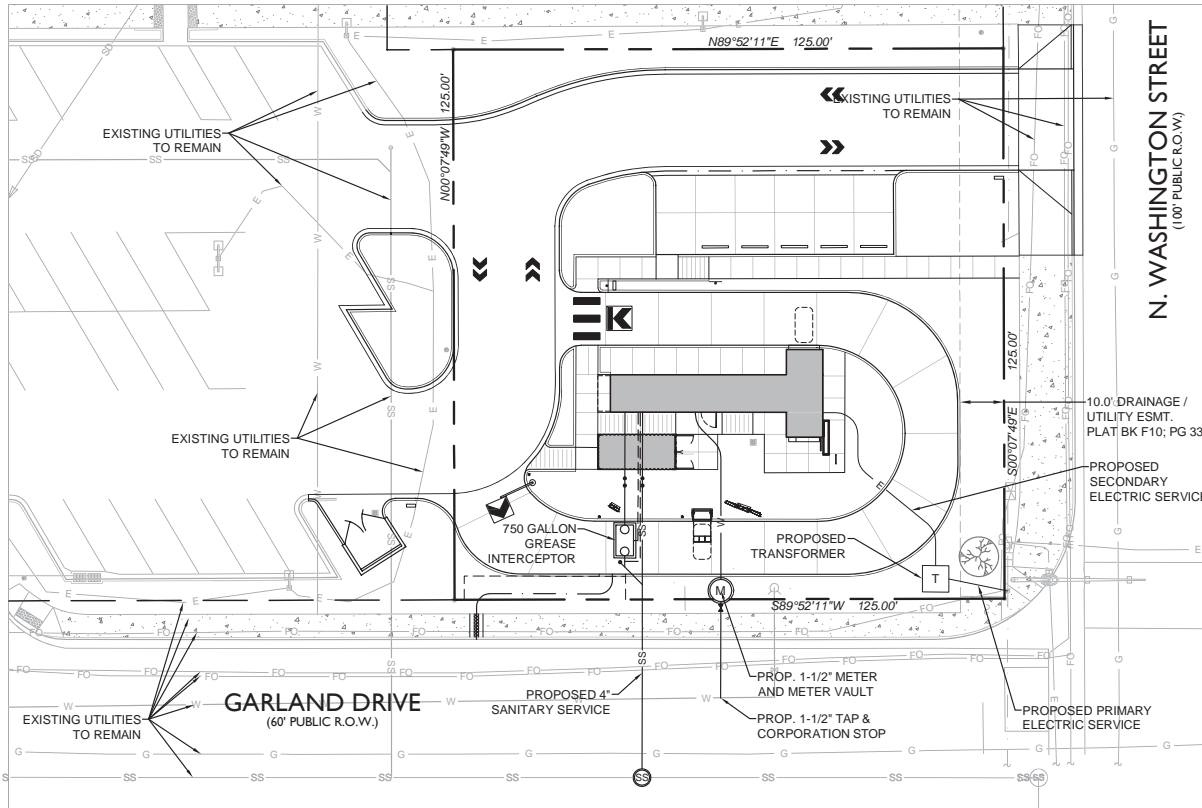 N89°52'11"E 125.00'
N. WASHINGTON STREET
(100' PUBLIC R.O.W.)
EXISTING UTILITIES
TO REMAIN
EXISTING UTILITIES
TO REMAIN
N00°07'49"W 125.00'
S00°07'49"E 125.00'
10.0' DRAINAGE /
UTILITY ESMT.
PLAT BK F10; PG 33
EXISTING UTILITIES
TO REMAIN
PROPOSED
SECONDARY
ELECTRIC SERVICE
750 GALLON
GREASE
INTERCEPTOR
PROPOSED
TRANSFORMER
T
M
S89°52'11"W 125.00'
GARLAND DRIVE
(60' PUBLIC R.O.W.)
PROPOSED 4"
SANITARY SERVICE
PROP. 1-1/2" METER
AND METER VAULT
PROP. 1-1/2" TAP &
CORPORATION STOP
PROPOSED PRIMARY
ELECTRIC SERVICE
EXISTING UTILITIES
TO REMAIN
SD
SS
E
W
FO
G
SS